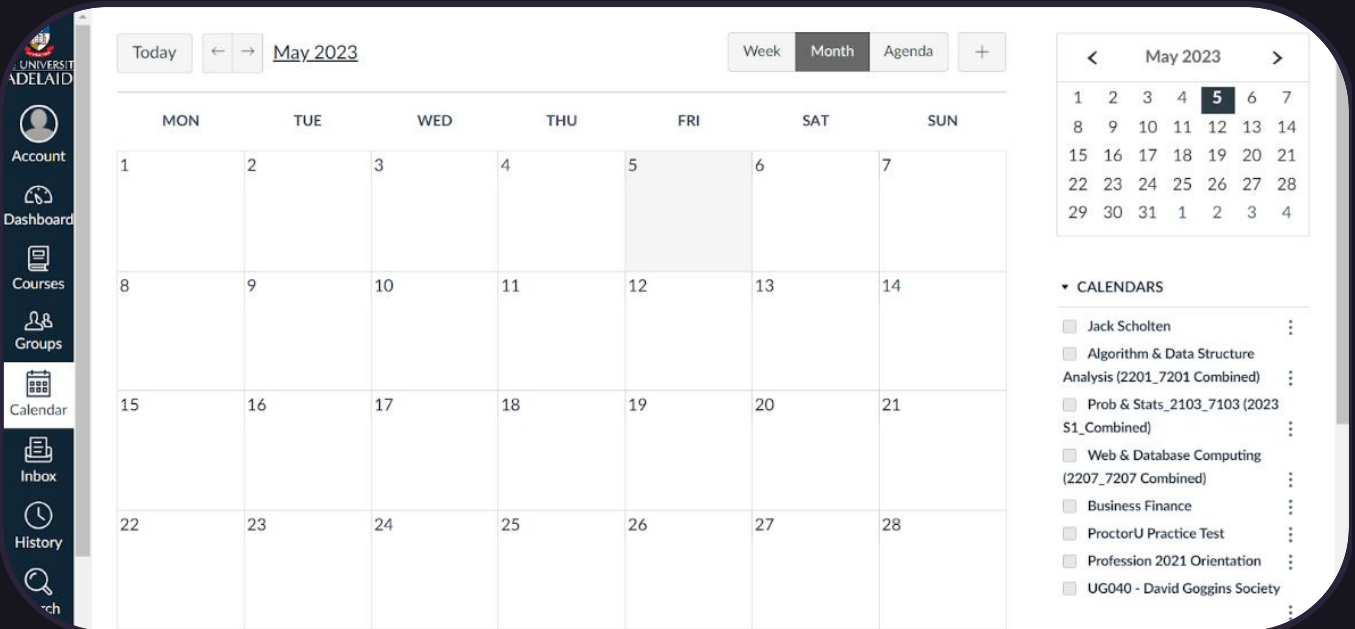 UNIVERSIT
ADELAID
Account
Dashboard
Courses
Groups
Calendar
Inbox
History
rch
Today ← → May 2023
Week Month Agenda +
MON TUE WED THU FRI SAT SUN
1 2 3 4 5 6 7
8 9 10 11 12 13 14
15 16 17 18 19 20 21
22 23 24 25 26 27 28
May 2023
1 2 3 4 5 6 7
8 9 10 11 12 13 14
15 16 17 18 19 20 21
22 23 24 25 26 27 28
29 30 31 1 2 3 4
CALENDARS
Jack Scholten
Algorithm & Data Structure
Analysis (2201_7201 Combined)
Prob & Stats_2103_7103 (2023
S1_Combined)
Web & Database Computing
(2207_7207 Combined)
Business Finance
ProctorU Practice Test
Profession 2021 Orientation
UG040 - David Goggins Society